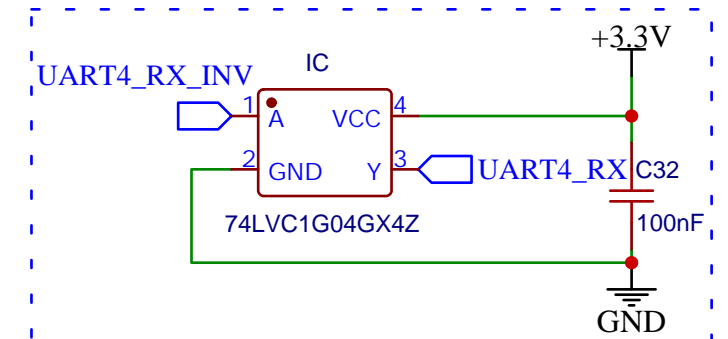 +3.3V
IC
UART4_RX_INV
1 A VCC 4
2 GND Y 3 UART4_RX C32
74LVC1G04GX4Z 100nF
GND